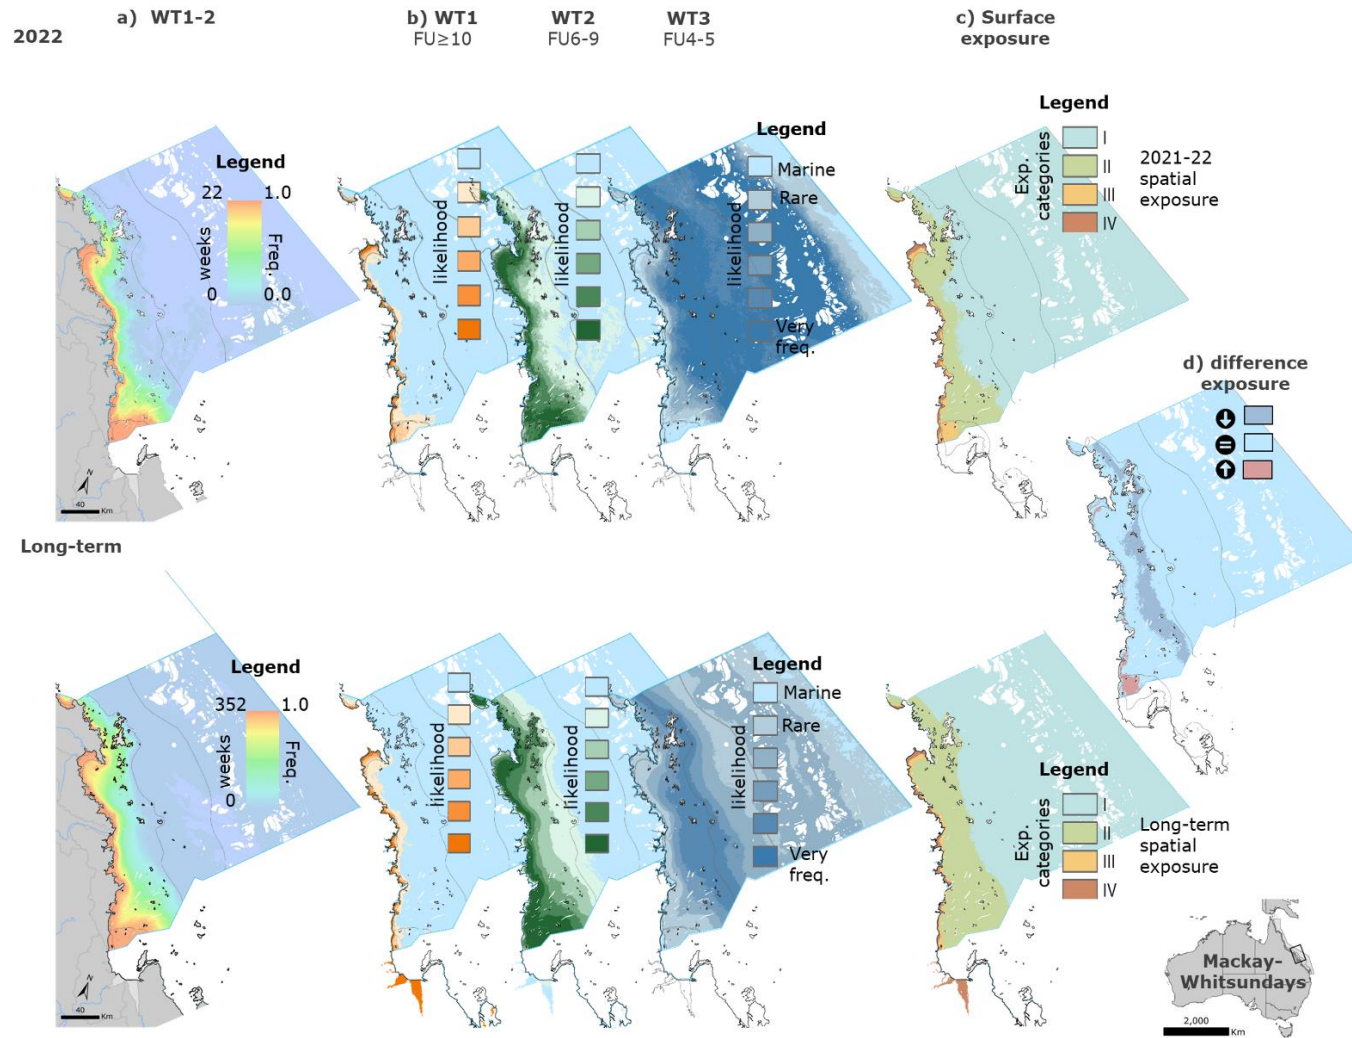 a) WT1-2
b) WT1
FU≥10
WT2
FU6-9
WT3
FU4-5
c) Surface
exposure
2022
Legend
22
1.0
weeks
Freq.
0
0.0
N
40
Km
likelihood
likelihood
Legend
Marine
Rare
likelihood
Very
freq.
Legend
Exp.
categories
I
II
III
IV
2021-22
spatial
exposure
d) difference
exposure
Long-term
Legend
352
1.0
weeks
Freq.
0
N
40
Km
likelihood
likelihood
Legend
Marine
Rare
likelihood
Very
freq.
Legend
Exp.
categories
I
II
III
IV
Long-term
spatial
exposure
Mackay-
Whitsundays
2,000
Km